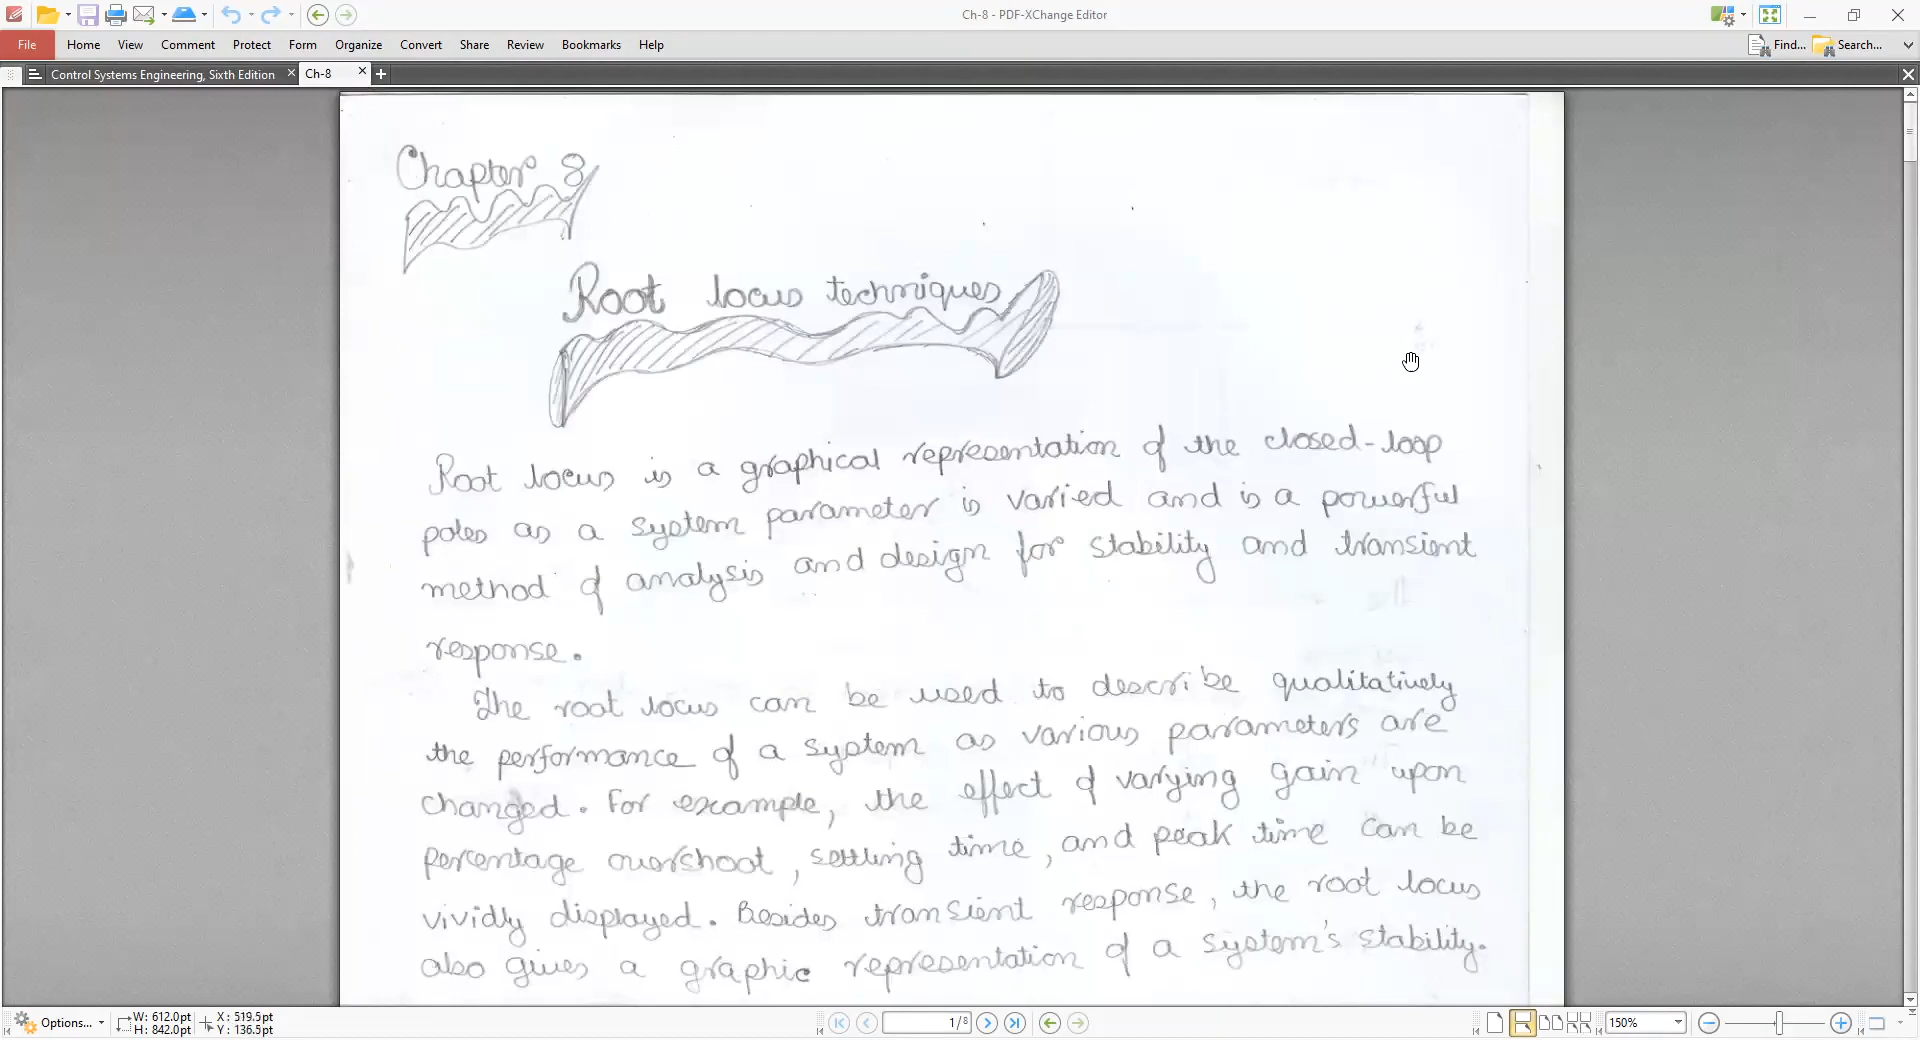 Ch-8 - PDF-XChange Editor
File Home View Comment Protect Form Organize Convert Share Review Bookmarks Help
Find... Search...
Control Systems Engineering, Sixth Edition
Ch-8
Chapter 8
Root locus techniques
Root locus is a graphical representation of the closed-loop
poles as a system parameter is varied and is a powerful
method of analysis and design for stability and transient
response.
The root locus can be used to describe qualitatively
the performance of a system as various parameters are
changed. For example, the effect of varying gain upon
percentage overshoot, settling time, and peak time can be
vividly displayed. Besides transient response, the root locus
also gives a graphic representation of a system's stability.
Options...
W: 612.0pt
H: 842.0pt
X: 519.5pt
Y: 136.5pt
1/8
150%